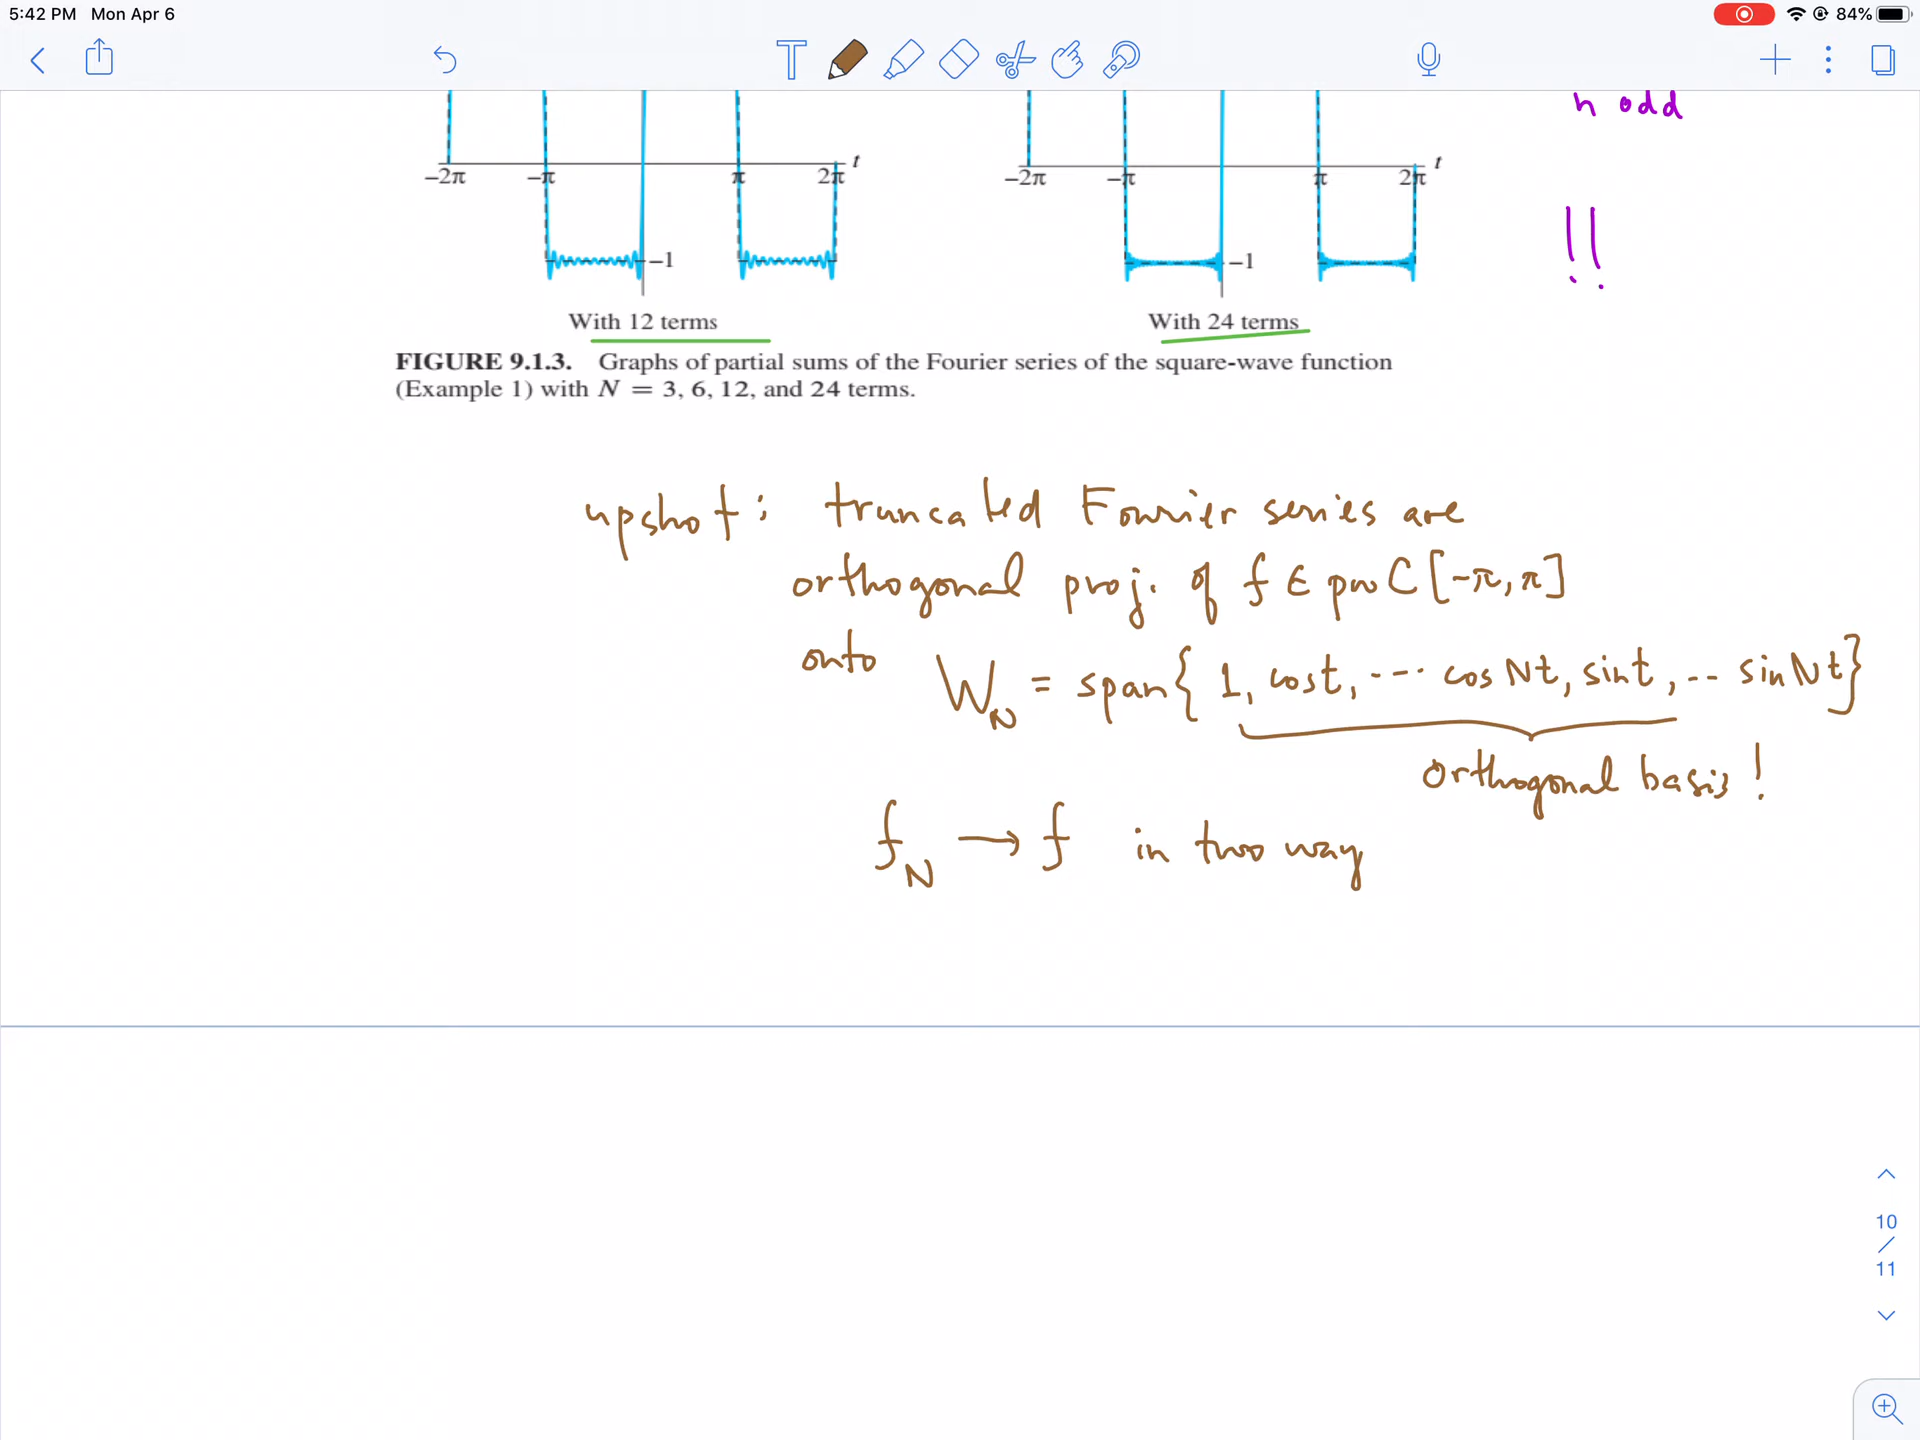 5:42 PM Mon Apr 6
84%
n odd
t
−2π −π π 2π
−1
With 12 terms
t
−2π −π π 2π
−1
With 24 terms
!!
FIGURE 9.1.3. Graphs of partial sums of the Fourier series of the square-wave function
(Example 1) with N = 3, 6, 12, and 24 terms.
upshot: truncated Fourier series are
orthogonal proj. of f ∈ pw C[-π, π]
onto W_N = span{ 1, cost, ---- cos Nt, sint, -- sin Nt}
orthogonal basis!
f_N → f in two way
10
/
11